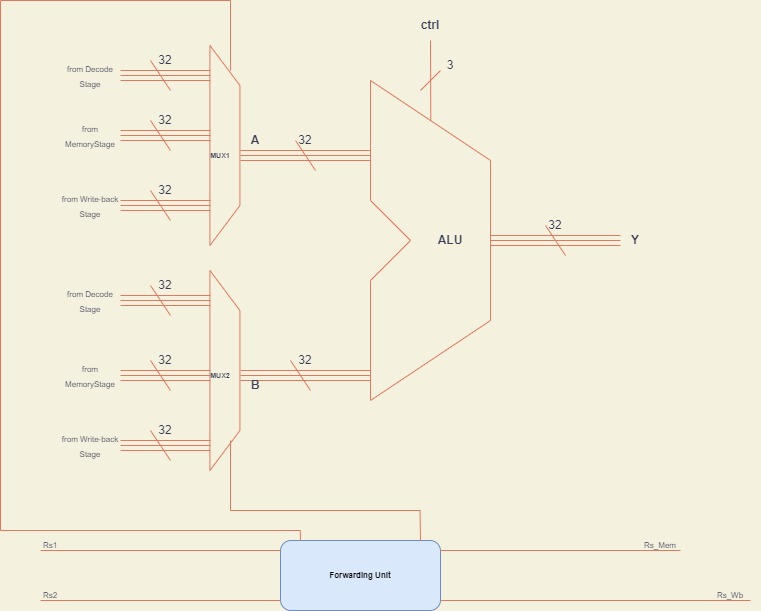 ctrl
3
32
from Decode
Stage
32
from
MemoryStage
MUX1
A
32
32
from Write-back
Stage
32
Y
ALU
32
from Decode
Stage
32
from
MemoryStage
MUX2
32
B
32
from Write-back
Stage
Rs1
Rs_Mem
Forwarding Unit
Rs2
Rs_Wb